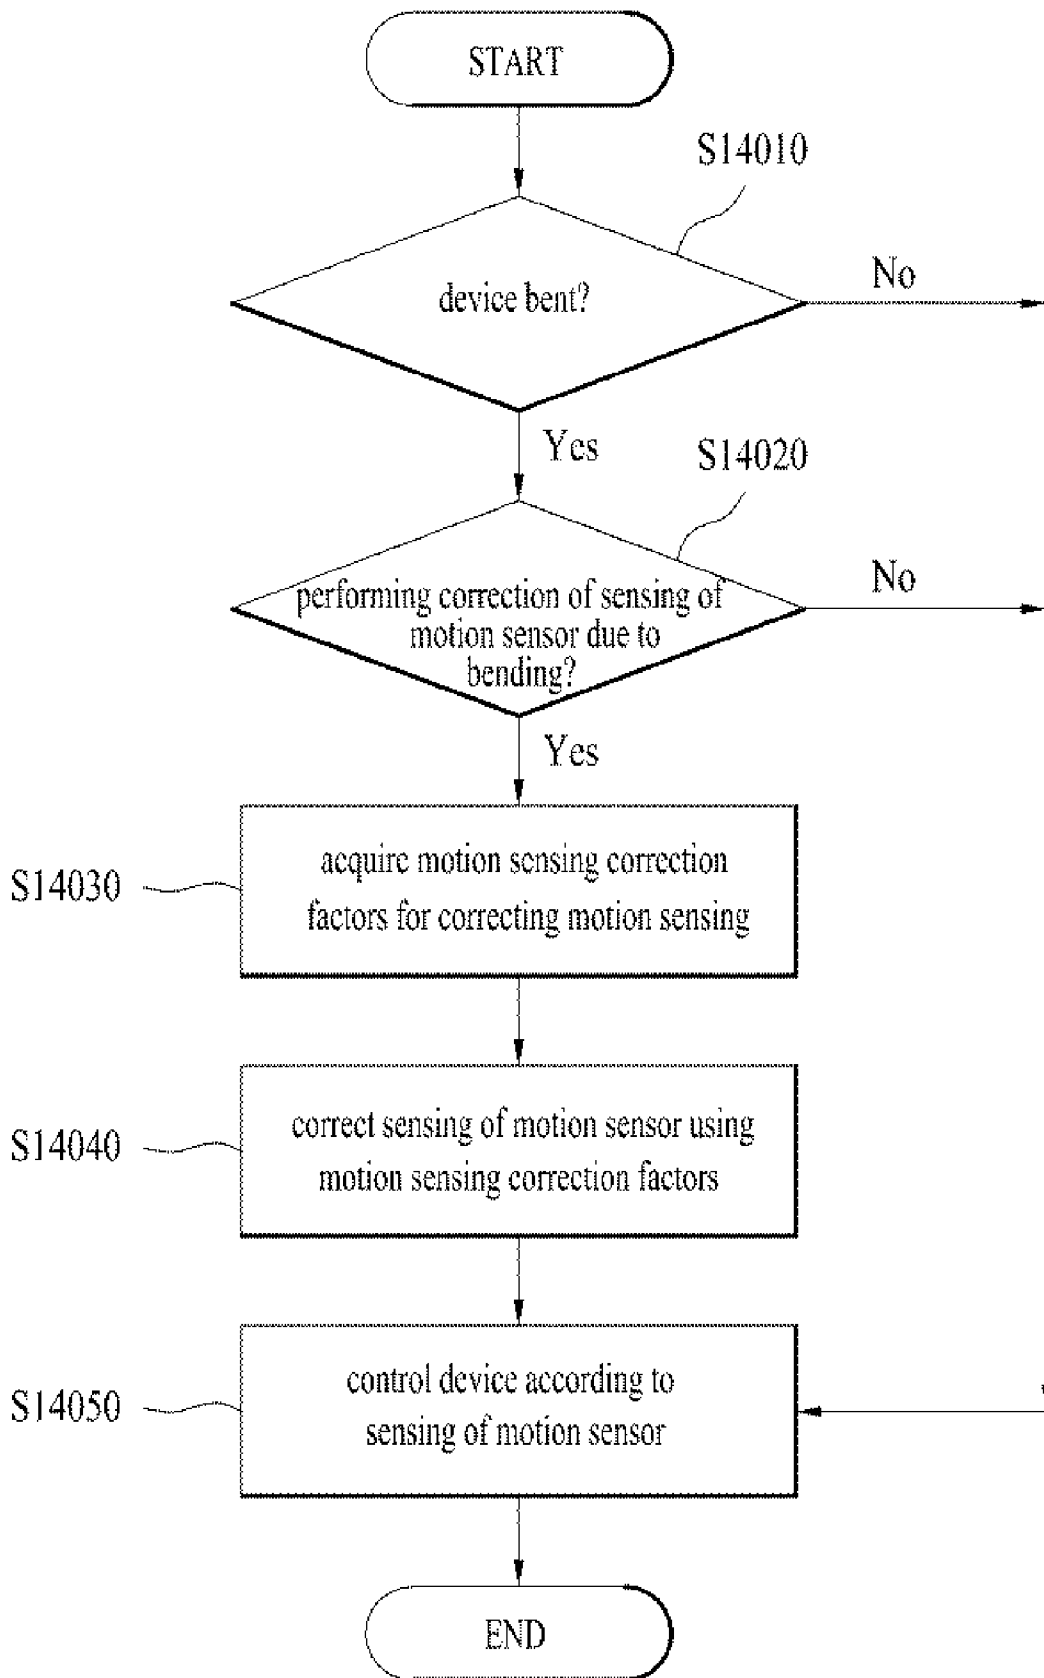 START
S14010
device bent?
No
Yes
S14020
performing correction of sensing of
motion sensor due to
bending?
No
Yes
S14030
acquire motion sensing correction
factors for correcting motion sensing
S14040
correct sensing of motion sensor using
motion sensing correction factors
S14050
control device according to
sensing of motion sensor
END